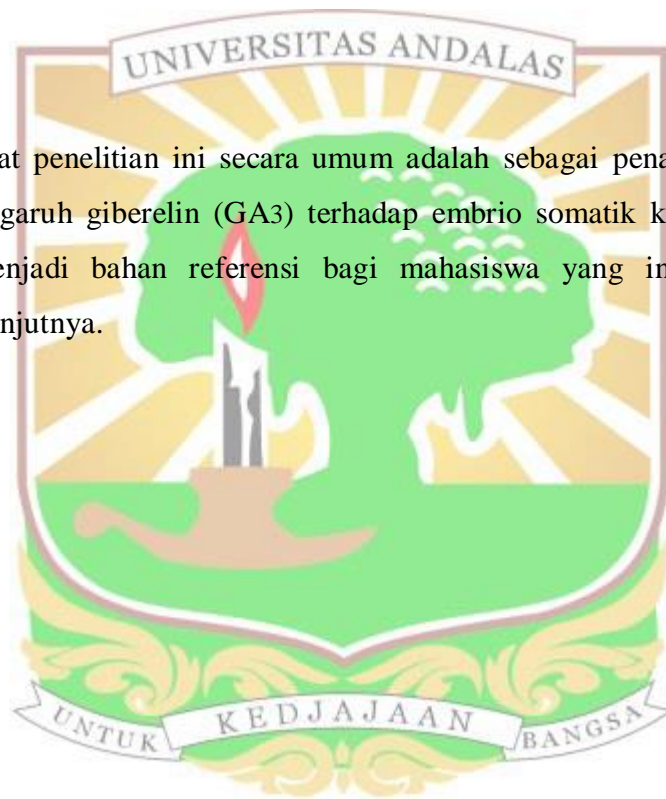 UNIVERSITAS ANDALAS
at penelitian ini secara umum adalah sebagai pena
garuh giberelin (GA3) terhadap embrio somatik k
enjadi bahan referensi bagi mahasiswa yang in
njutnya.
UNTUK KEDJAJAAN BANGSA